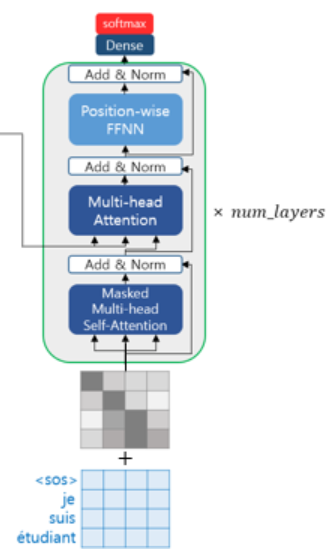 softmax
Dense
Add & Norm
Position-wise
FFNN
Add & Norm
Multi-head
Attention
× num_layers
Add & Norm
Masked
Multi-head
Self-Attention
+
<sos>
je
suis
étudiant